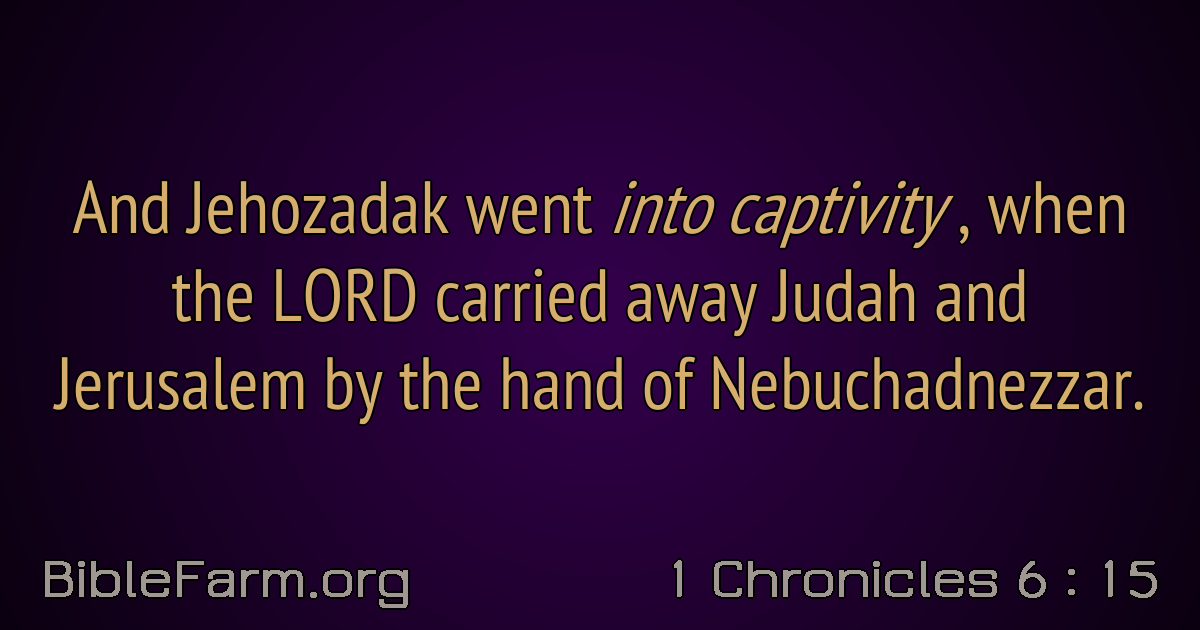 And Jehozadak went into captivity , when
the LORD carried away Judah and
Jerusalem by the hand of Nebuchadnezzar.
BibleFarm.org
1 Chronicles 6 : 15